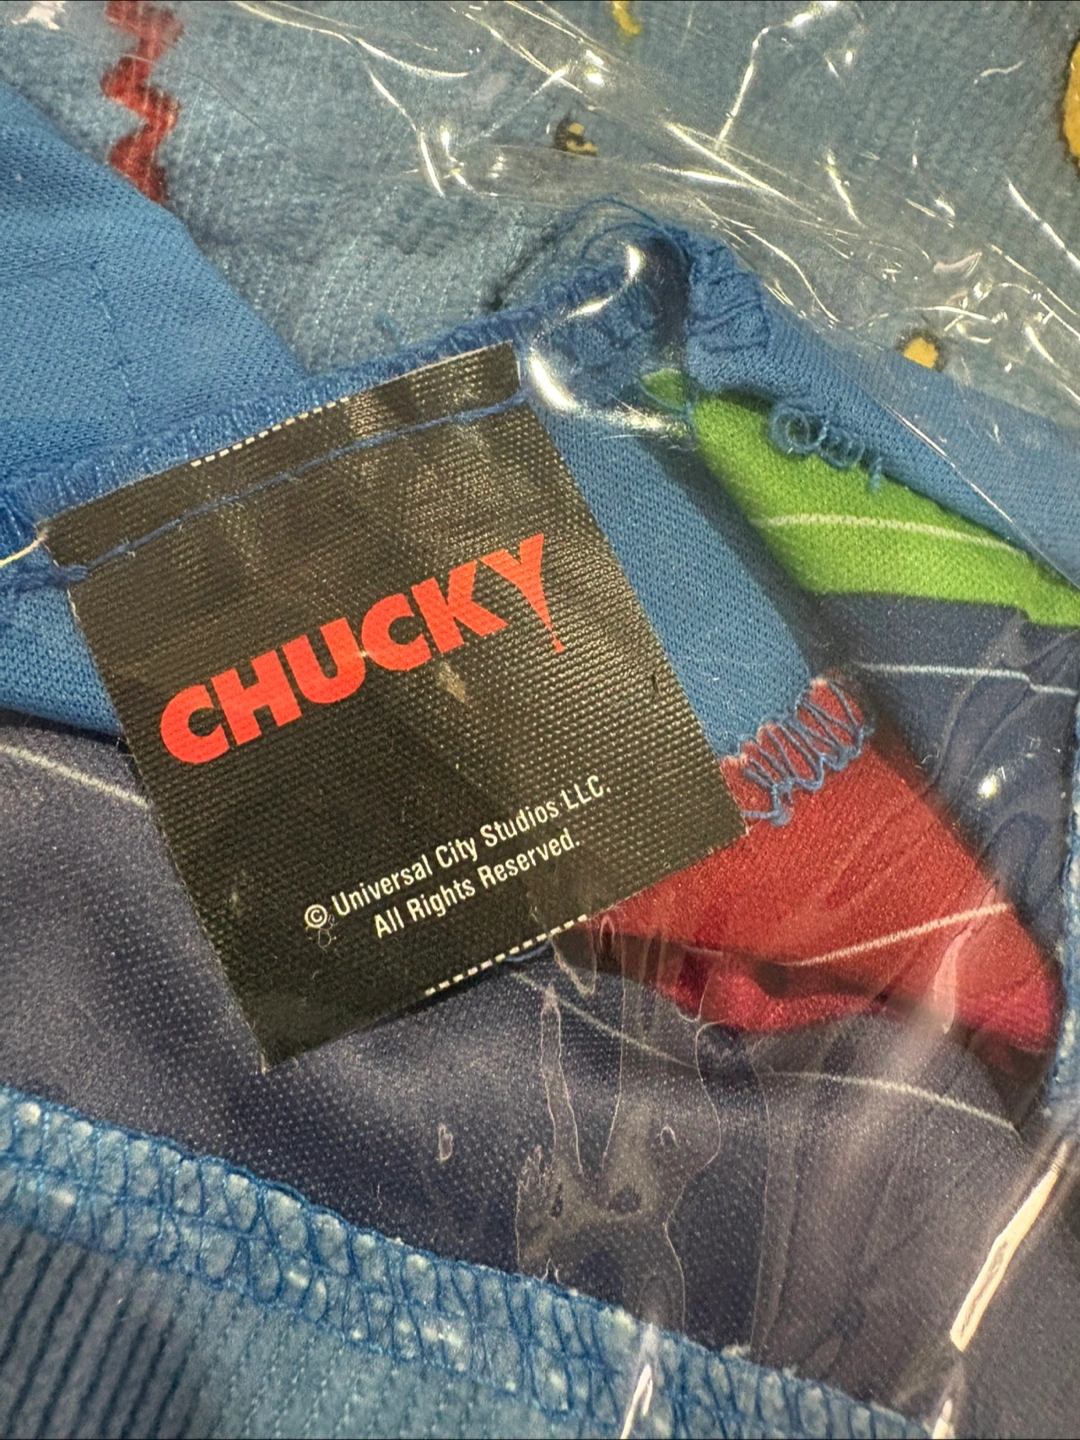 CHUCKY
© Universal City Studios LLC.
All Rights Reserved.